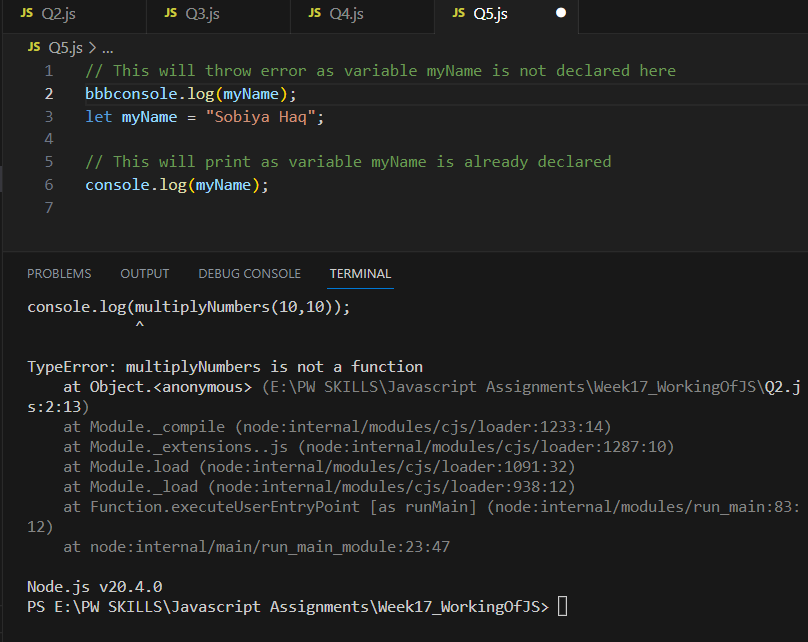 JS Q2.js JS Q3.js JS Q4.js JS Q5.js
JS Q5.js > ...
1 // This will throw error as variable myName is not declared here
2 bbbconsole.log(myName);
3 let myName = "Sobiya Haq";
4
5 // This will print as variable myName is already declared
6 console.log(myName);
7
PROBLEMS OUTPUT DEBUG CONSOLE TERMINAL
console.log(multiplyNumbers(10,10));
^
TypeError: multiplyNumbers is not a function
at Object.<anonymous> (E:\PW SKILLS\Javascript Assignments\Week17_WorkingOfJS\Q2.j
s:2:13)
at Module._compile (node:internal/modules/cjs/loader:1233:14)
at Module._extensions..js (node:internal/modules/cjs/loader:1287:10)
at Module.load (node:internal/modules/cjs/loader:1091:32)
at Module._load (node:internal/modules/cjs/loader:938:12)
at Function.executeUserEntryPoint [as runMain] (node:internal/modules/run_main:83:
12)
at node:internal/main/run_main_module:23:47
Node.js v20.4.0
PS E:\PW SKILLS\Javascript Assignments\Week17_WorkingOfJS>